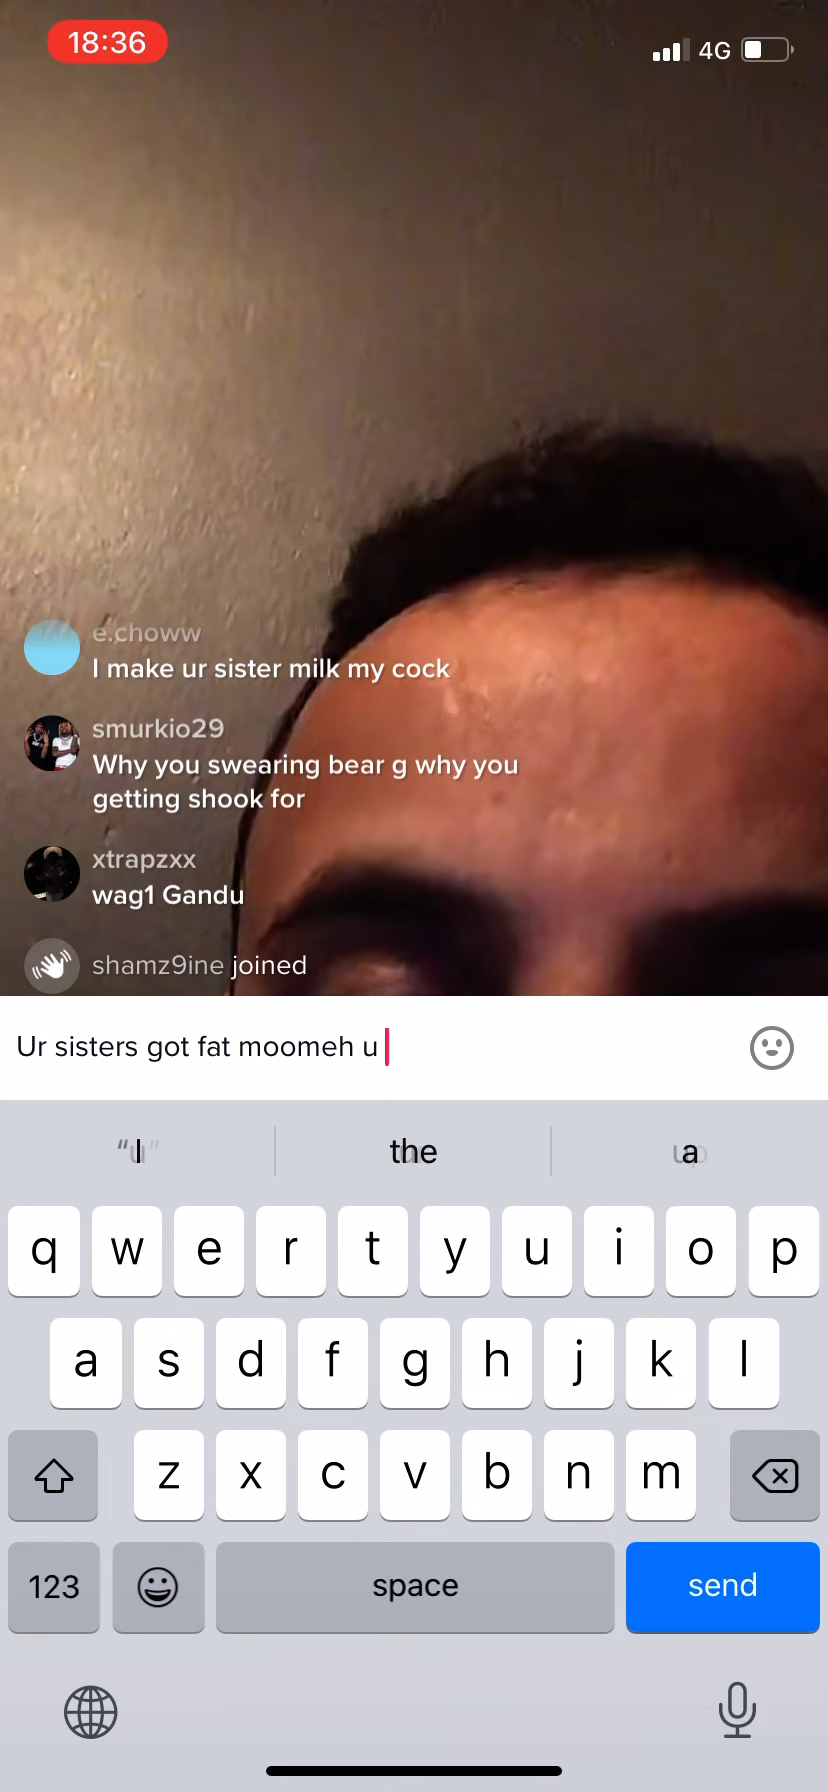 18:36
4G
e.choww
I make ur sister milk my cock
smurkio29
Why you swearing bear g why you
getting shook for
xtrapzxx
wag1 Gandu
shamz9ine joined
Ur sisters got fat moomeh u
the
a
q w e r t y u i o p
a s d f g h j k l
z x c v b n m
123 space send